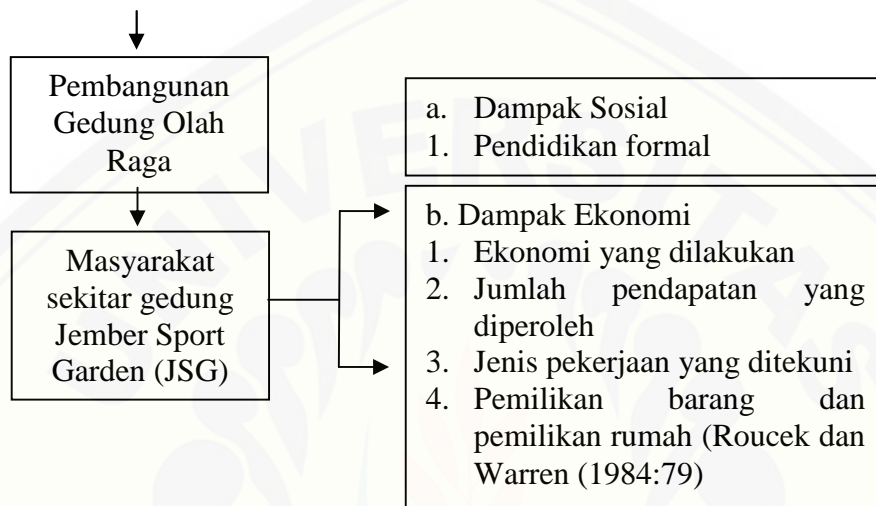 Pembangunan
Gedung Olah
Raga
Masyarakat
sekitar gedung
Jember Sport
Garden (JSG)
a. Dampak Sosial
1. Pendidikan formal
b. Dampak Ekonomi
1. Ekonomi yang dilakukan
2. Jumlah pendapatan yang
diperoleh
3. Jenis pekerjaan yang ditekuni
4. Pemilikan barang dan
pemilikan rumah (Roucek dan
Warren (1984:79)
UNIVERSITAS